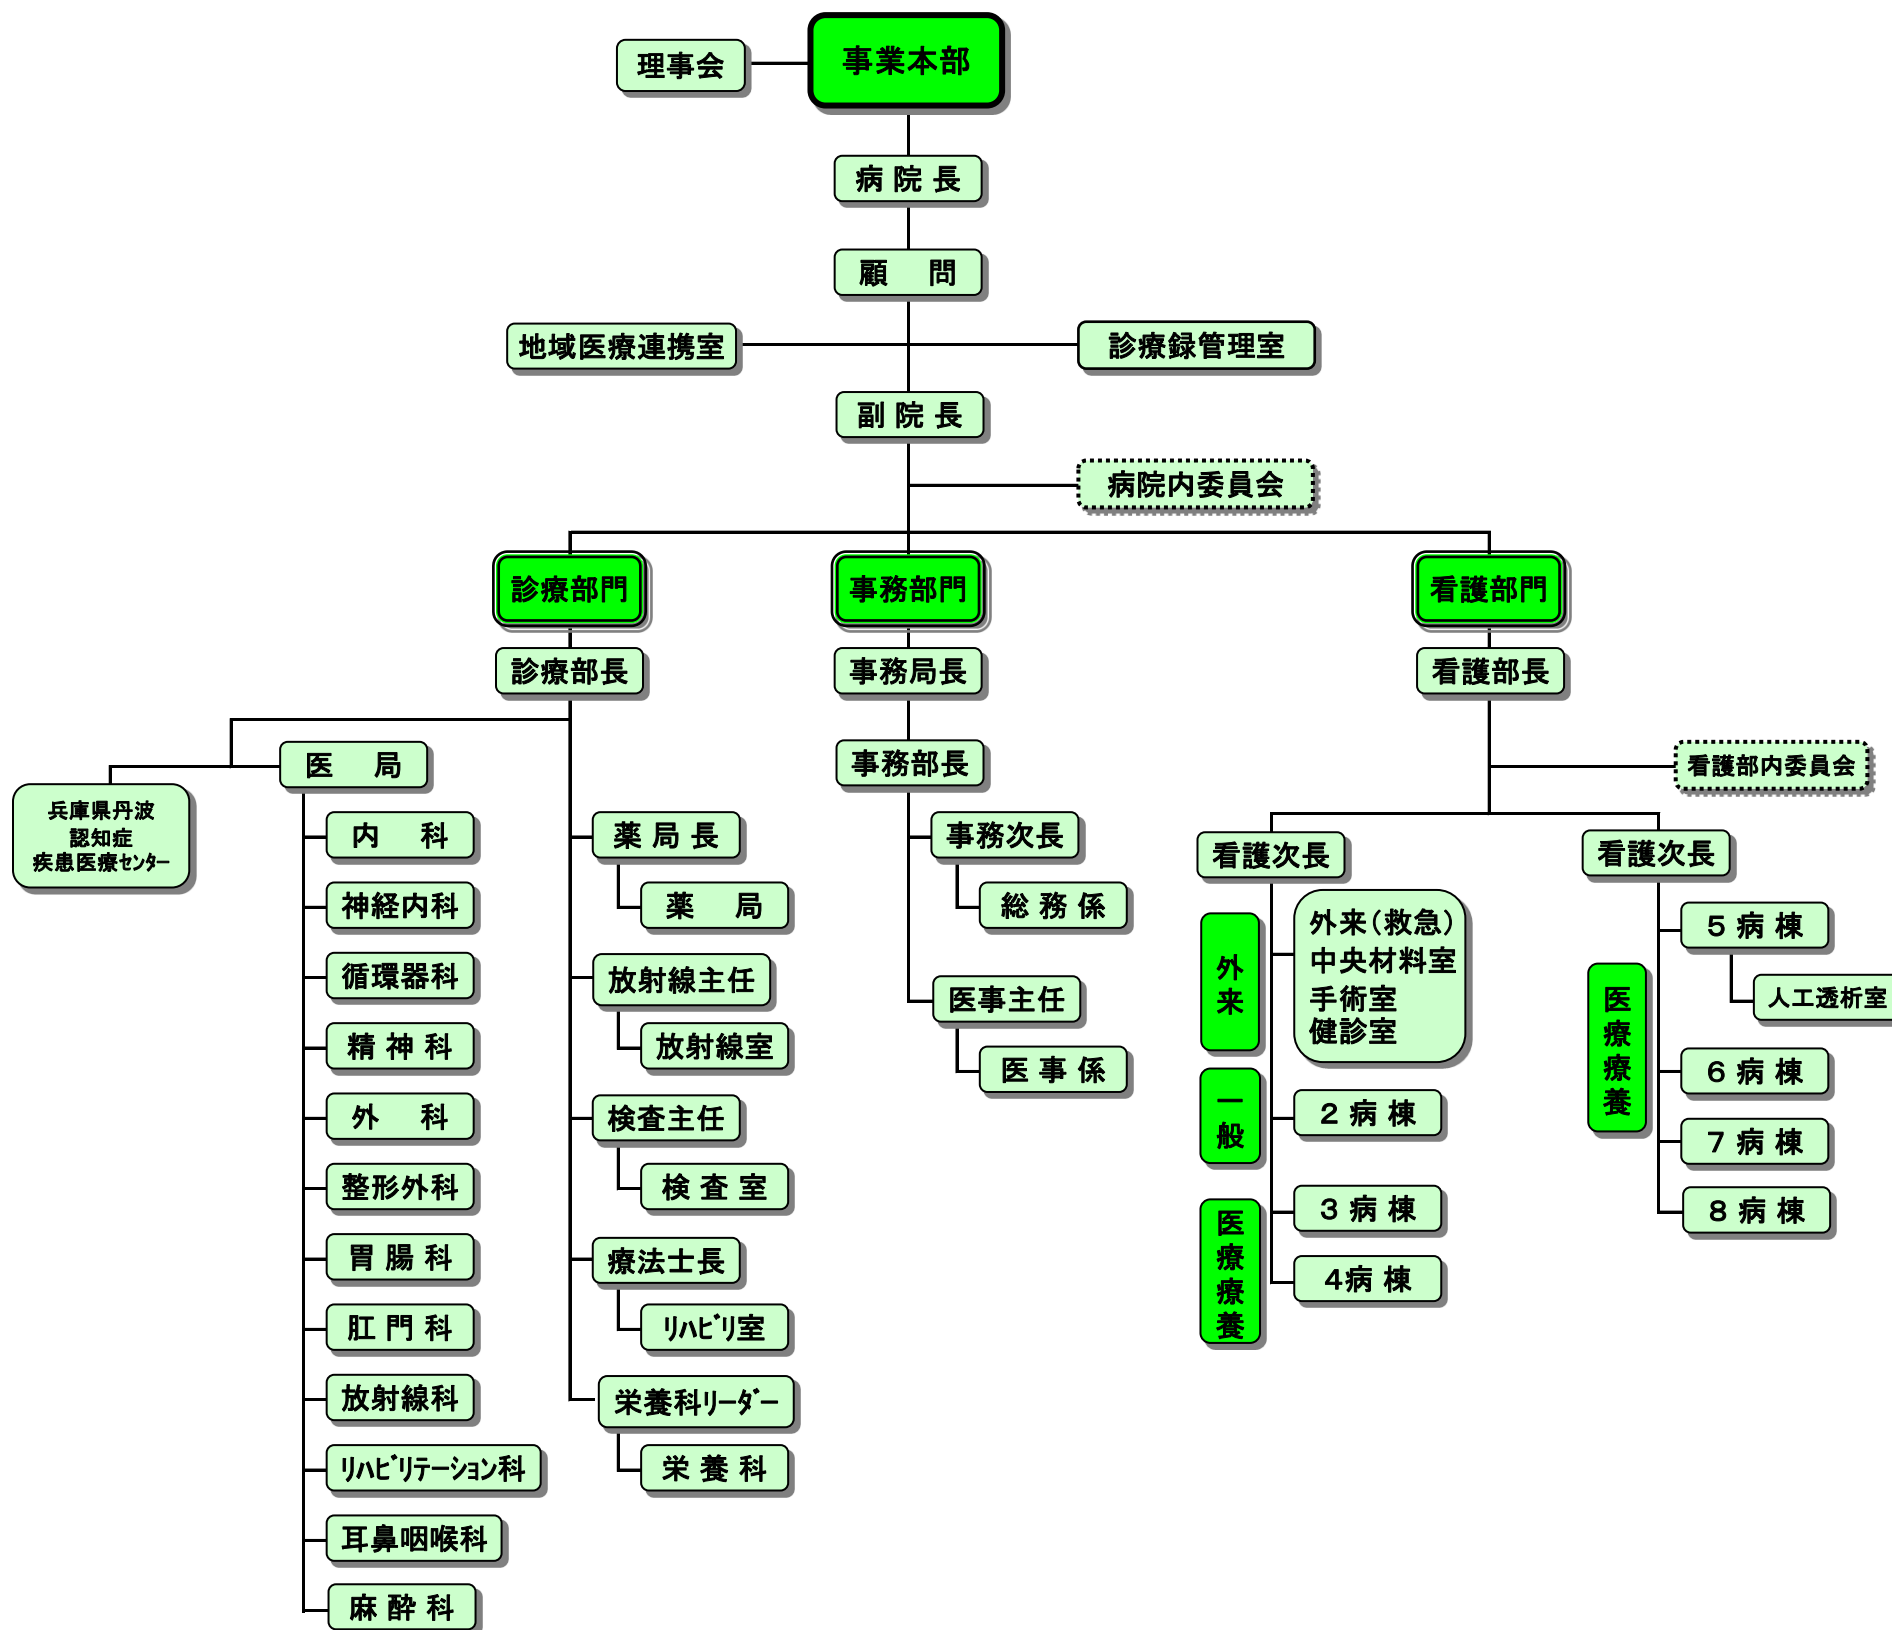 理事会
事業本部
病院長
顧　問
地域医療連携室
診療録管理室
副院長
病院内委員会
診療部門
事務部門
看護部門
診療部長
事務局長
看護部長
医　局
事務部長
看護部内委員会
兵庫県丹波
認知症
疾患医療センター
内　科
神経内科
循環器科
精神科
外　科
整形外科
胃腸科
肛門科
放射線科
リハビリテーション科
耳鼻咽喉科
麻酔科
薬局長
薬　局
放射線主任
放射線室
検査主任
検査室
療法士長
リハビリ室
栄養科リーダー
栄養科
事務次長
総務係
医事主任
医事係
看護次長
外来
外来（救急）
中央材料室
手術室
健診室
一般
２病棟
医療療養
３病棟
４病棟
看護次長
医療療養
５病棟
人工透析室
６病棟
７病棟
８病棟